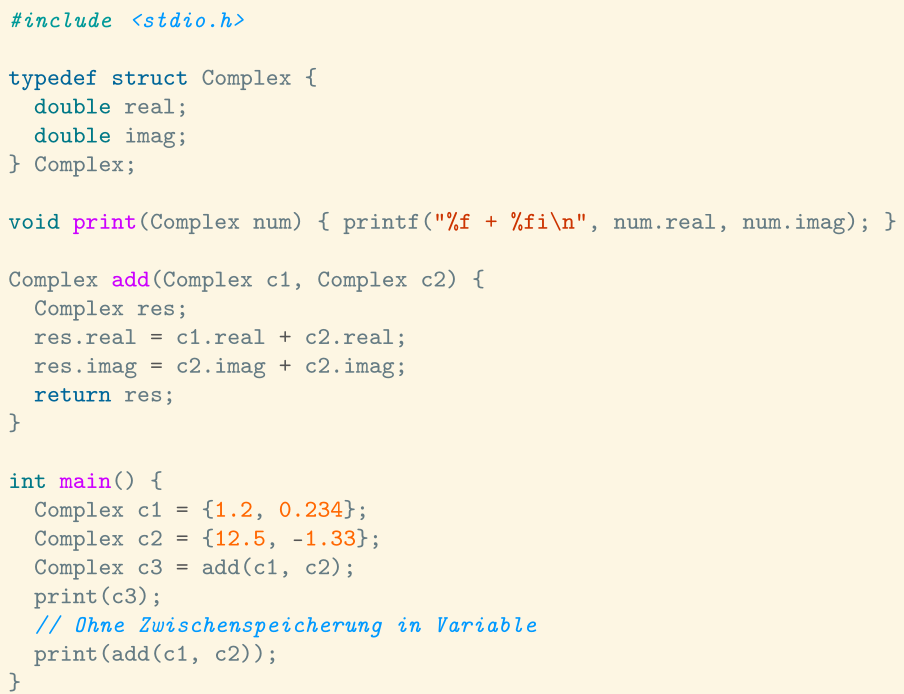 #include <stdio.h>

typedef struct Complex {
  double real;
  double imag;
} Complex;

void print(Complex num) { printf("%f + %fi\n", num.real, num.imag); }

Complex add(Complex c1, Complex c2) {
  Complex res;
  res.real = c1.real + c2.real;
  res.imag = c2.imag + c2.imag;
  return res;
}

int main() {
  Complex c1 = {1.2, 0.234};
  Complex c2 = {12.5, -1.33};
  Complex c3 = add(c1, c2);
  print(c3);
  // Ohne Zwischenspeicherung in Variable
  print(add(c1, c2));
}